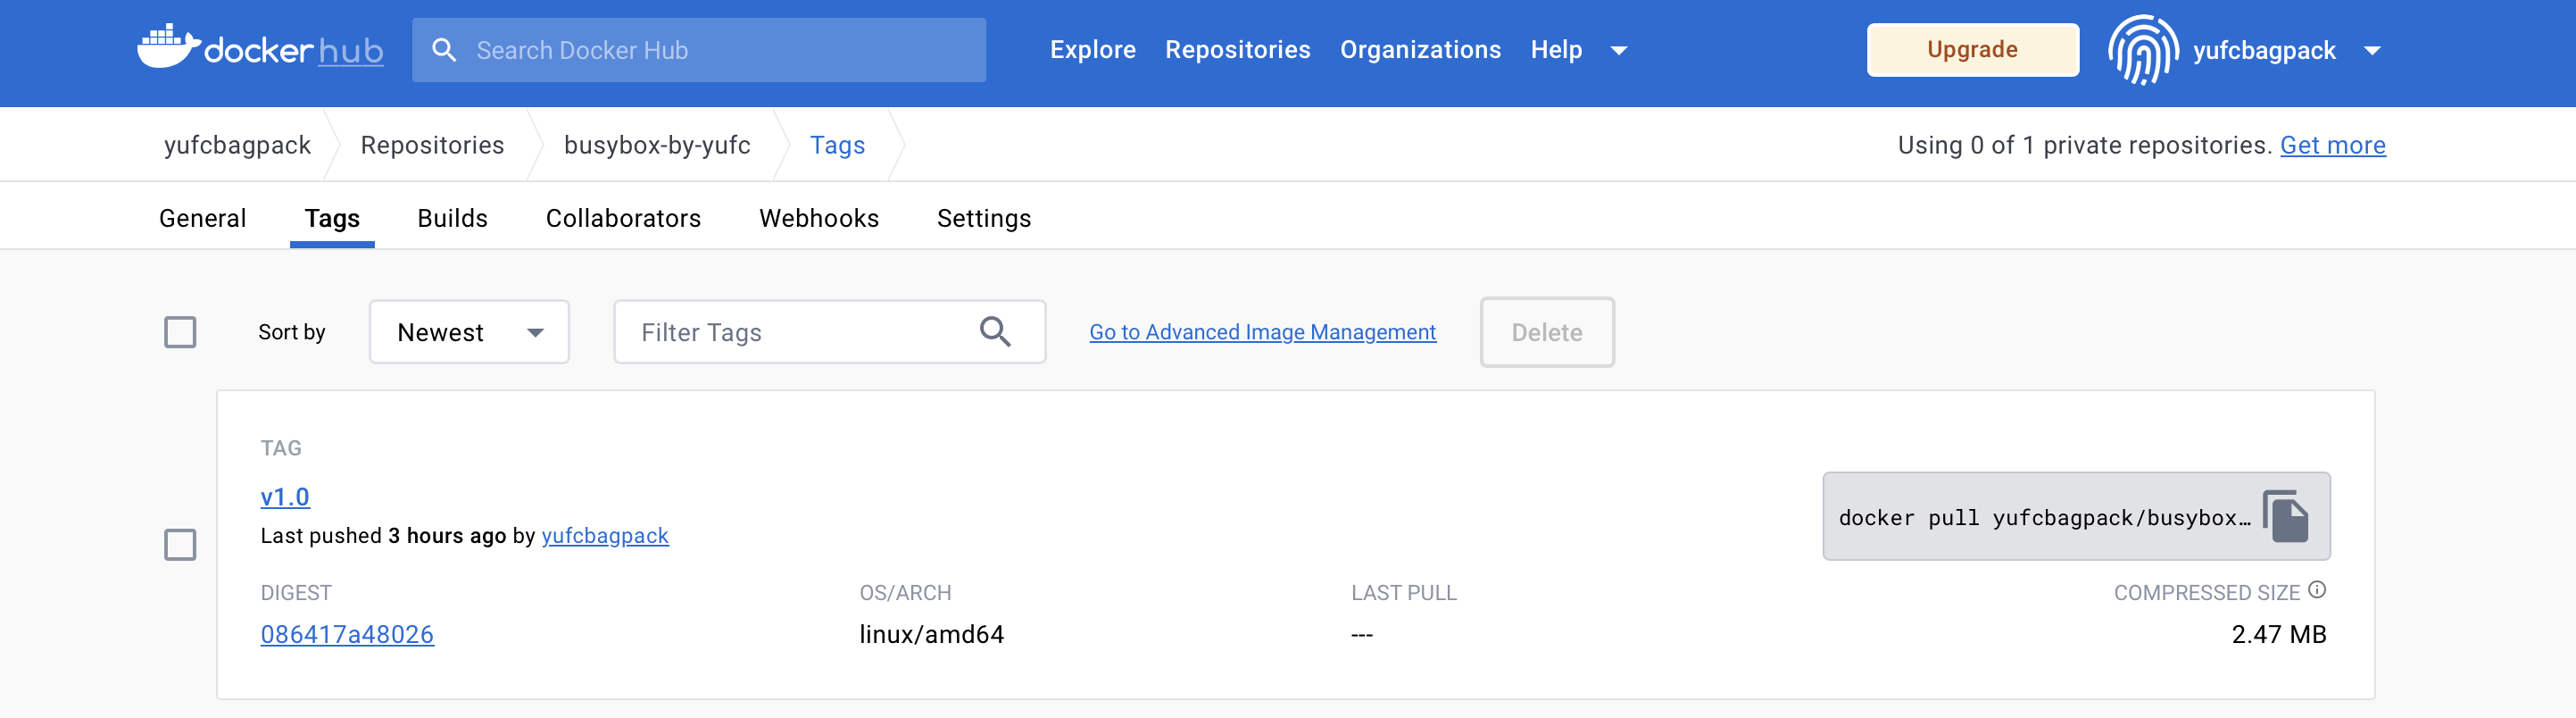 dockerhub Search Docker Hub Explore Repositories Organizations Help Upgrade yufcbagpack
yufcbagpack Repositories busybox-by-yufc Tags Using 0 of 1 private repositories. Get more
General Tags Builds Collaborators Webhooks Settings
Sort by Newest Filter Tags Go to Advanced Image Management Delete
TAG
v1.0
Last pushed 3 hours ago by yufcbagpack
docker pull yufcbagpack/busybox…
DIGEST OS/ARCH LAST PULL COMPRESSED SIZE
086417a48026 linux/amd64 --- 2.47 MB